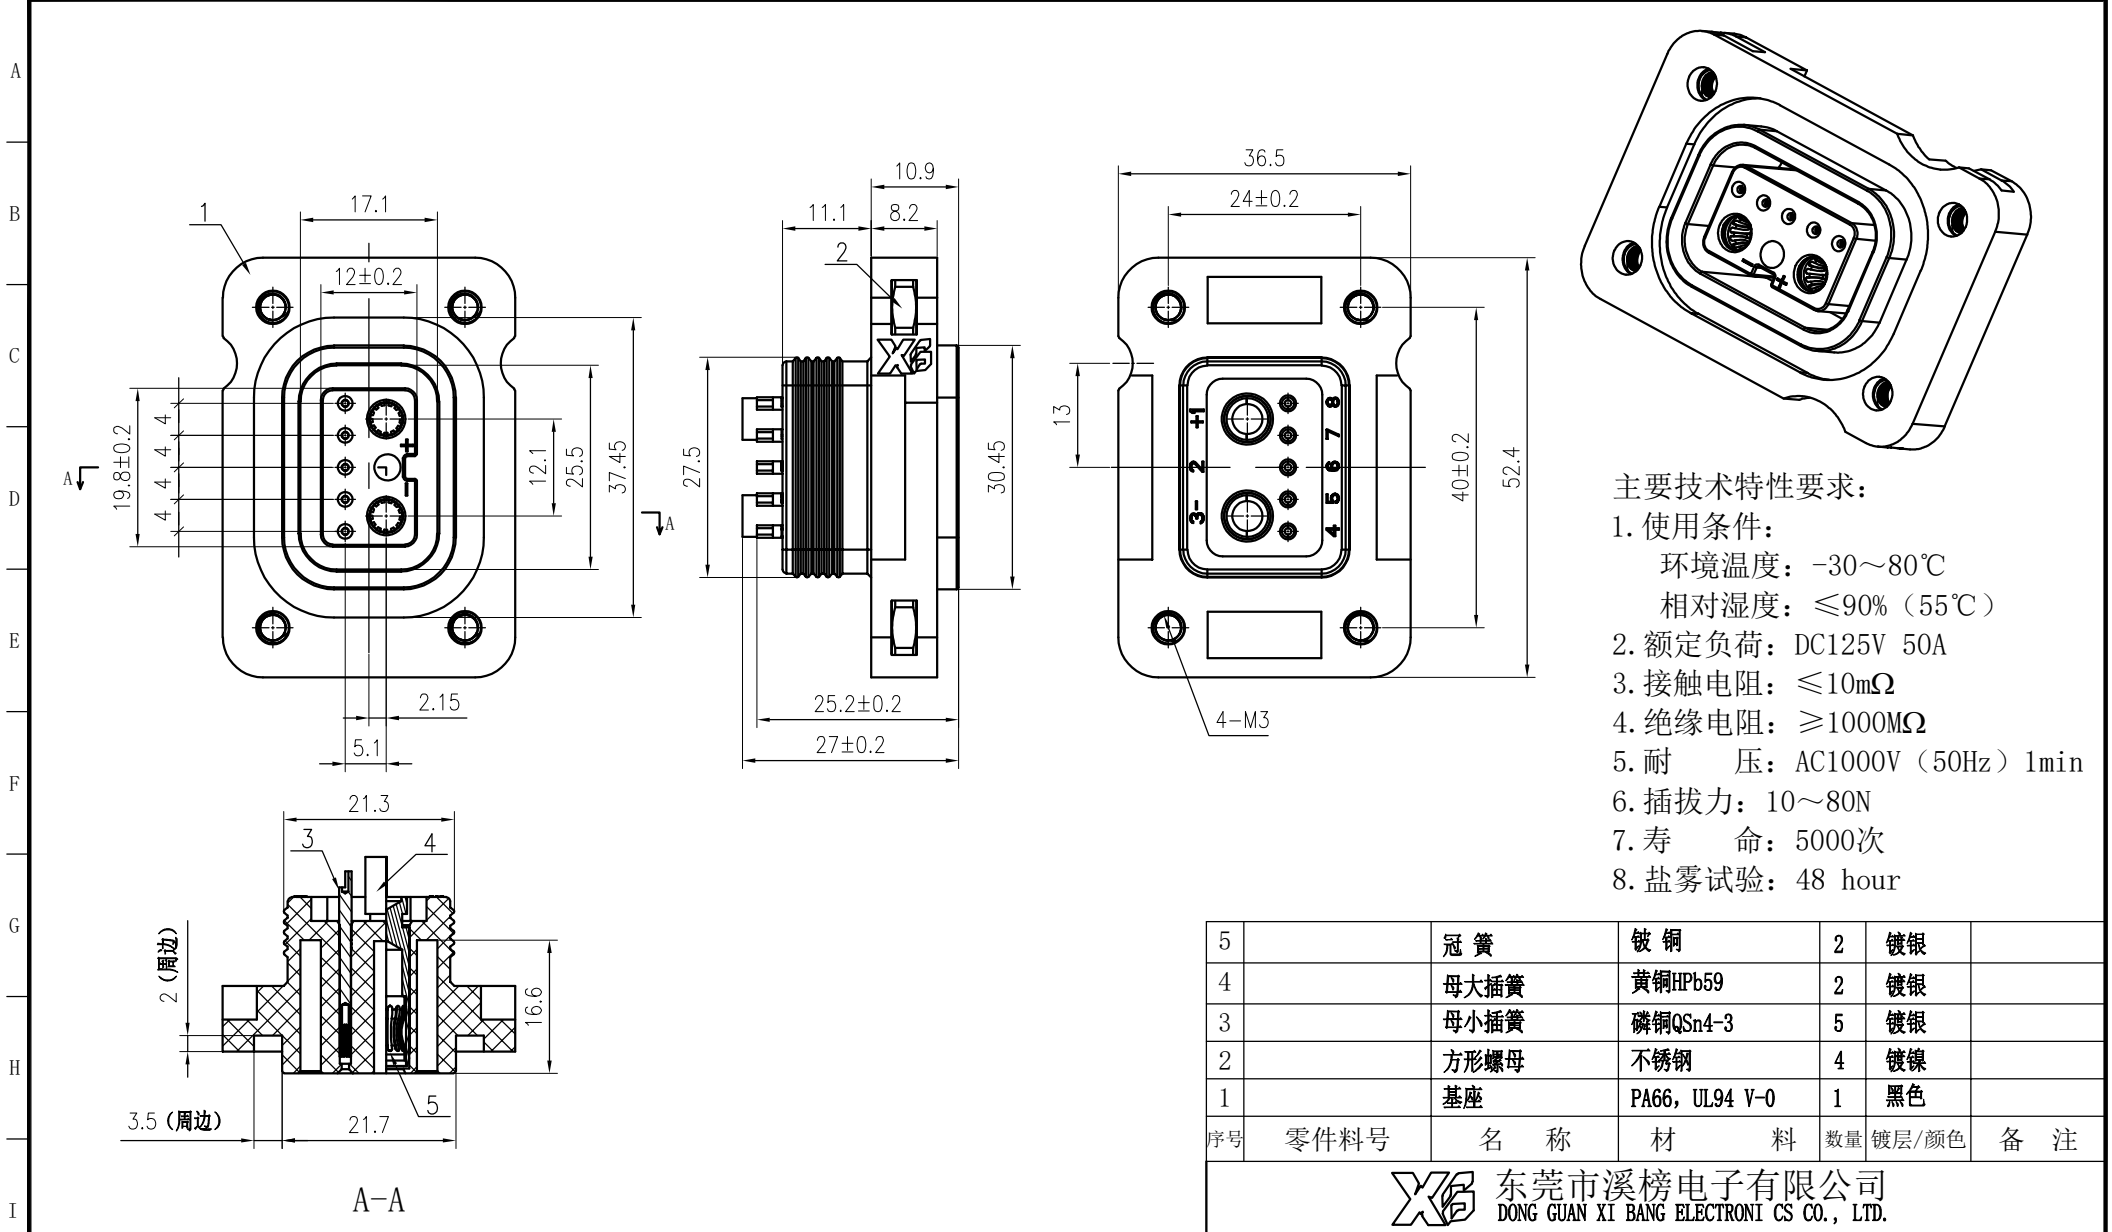 A
B
C
D
E
F
G
H
I
1
17.1
12±0.2
19.8±0.2
4
4
4
4
12.1
25.5
37.45
A
A
+
−
2.15
5.1
10.9
11.1
8.2
2
XG
27.5
30.45
25.2±0.2
27±0.2
36.5
24±0.2
13
40±0.2
52.4
+1
2
3-
8
7
6
5
4
4-M3
- +
21.3
3
4
2(周边)
16.6
3.5(周边)
21.7
5
A-A
主要技术特性要求:
1.使用条件:
环境温度: -30~80℃
相对湿度: ≤90%(55℃)
2.额定负荷: DC125V 50A
3.接触电阻: ≤10mΩ
4.绝缘电阻: ≥1000MΩ
5.耐 压: AC1000V(50Hz)1min
6.插拔力: 10~80N
7.寿 命: 5000次
8.盐雾试验: 48 hour
5 冠 簧 铍 铜 2 镀银
4 母大插簧 黄铜HPb59 2 镀银
3 母小插簧 磷铜QSn4-3 5 镀银
2 方形螺母 不锈钢 4 镀镍
1 基座 PA66, UL94 V-0 1 黑色
序号 零件料号 名 称 材 料 数量 镀层/颜色 备 注
XG 东莞市溪榜电子有限公司
DONG GUAN XI BANG ELECTRONI CS CO., LTD.